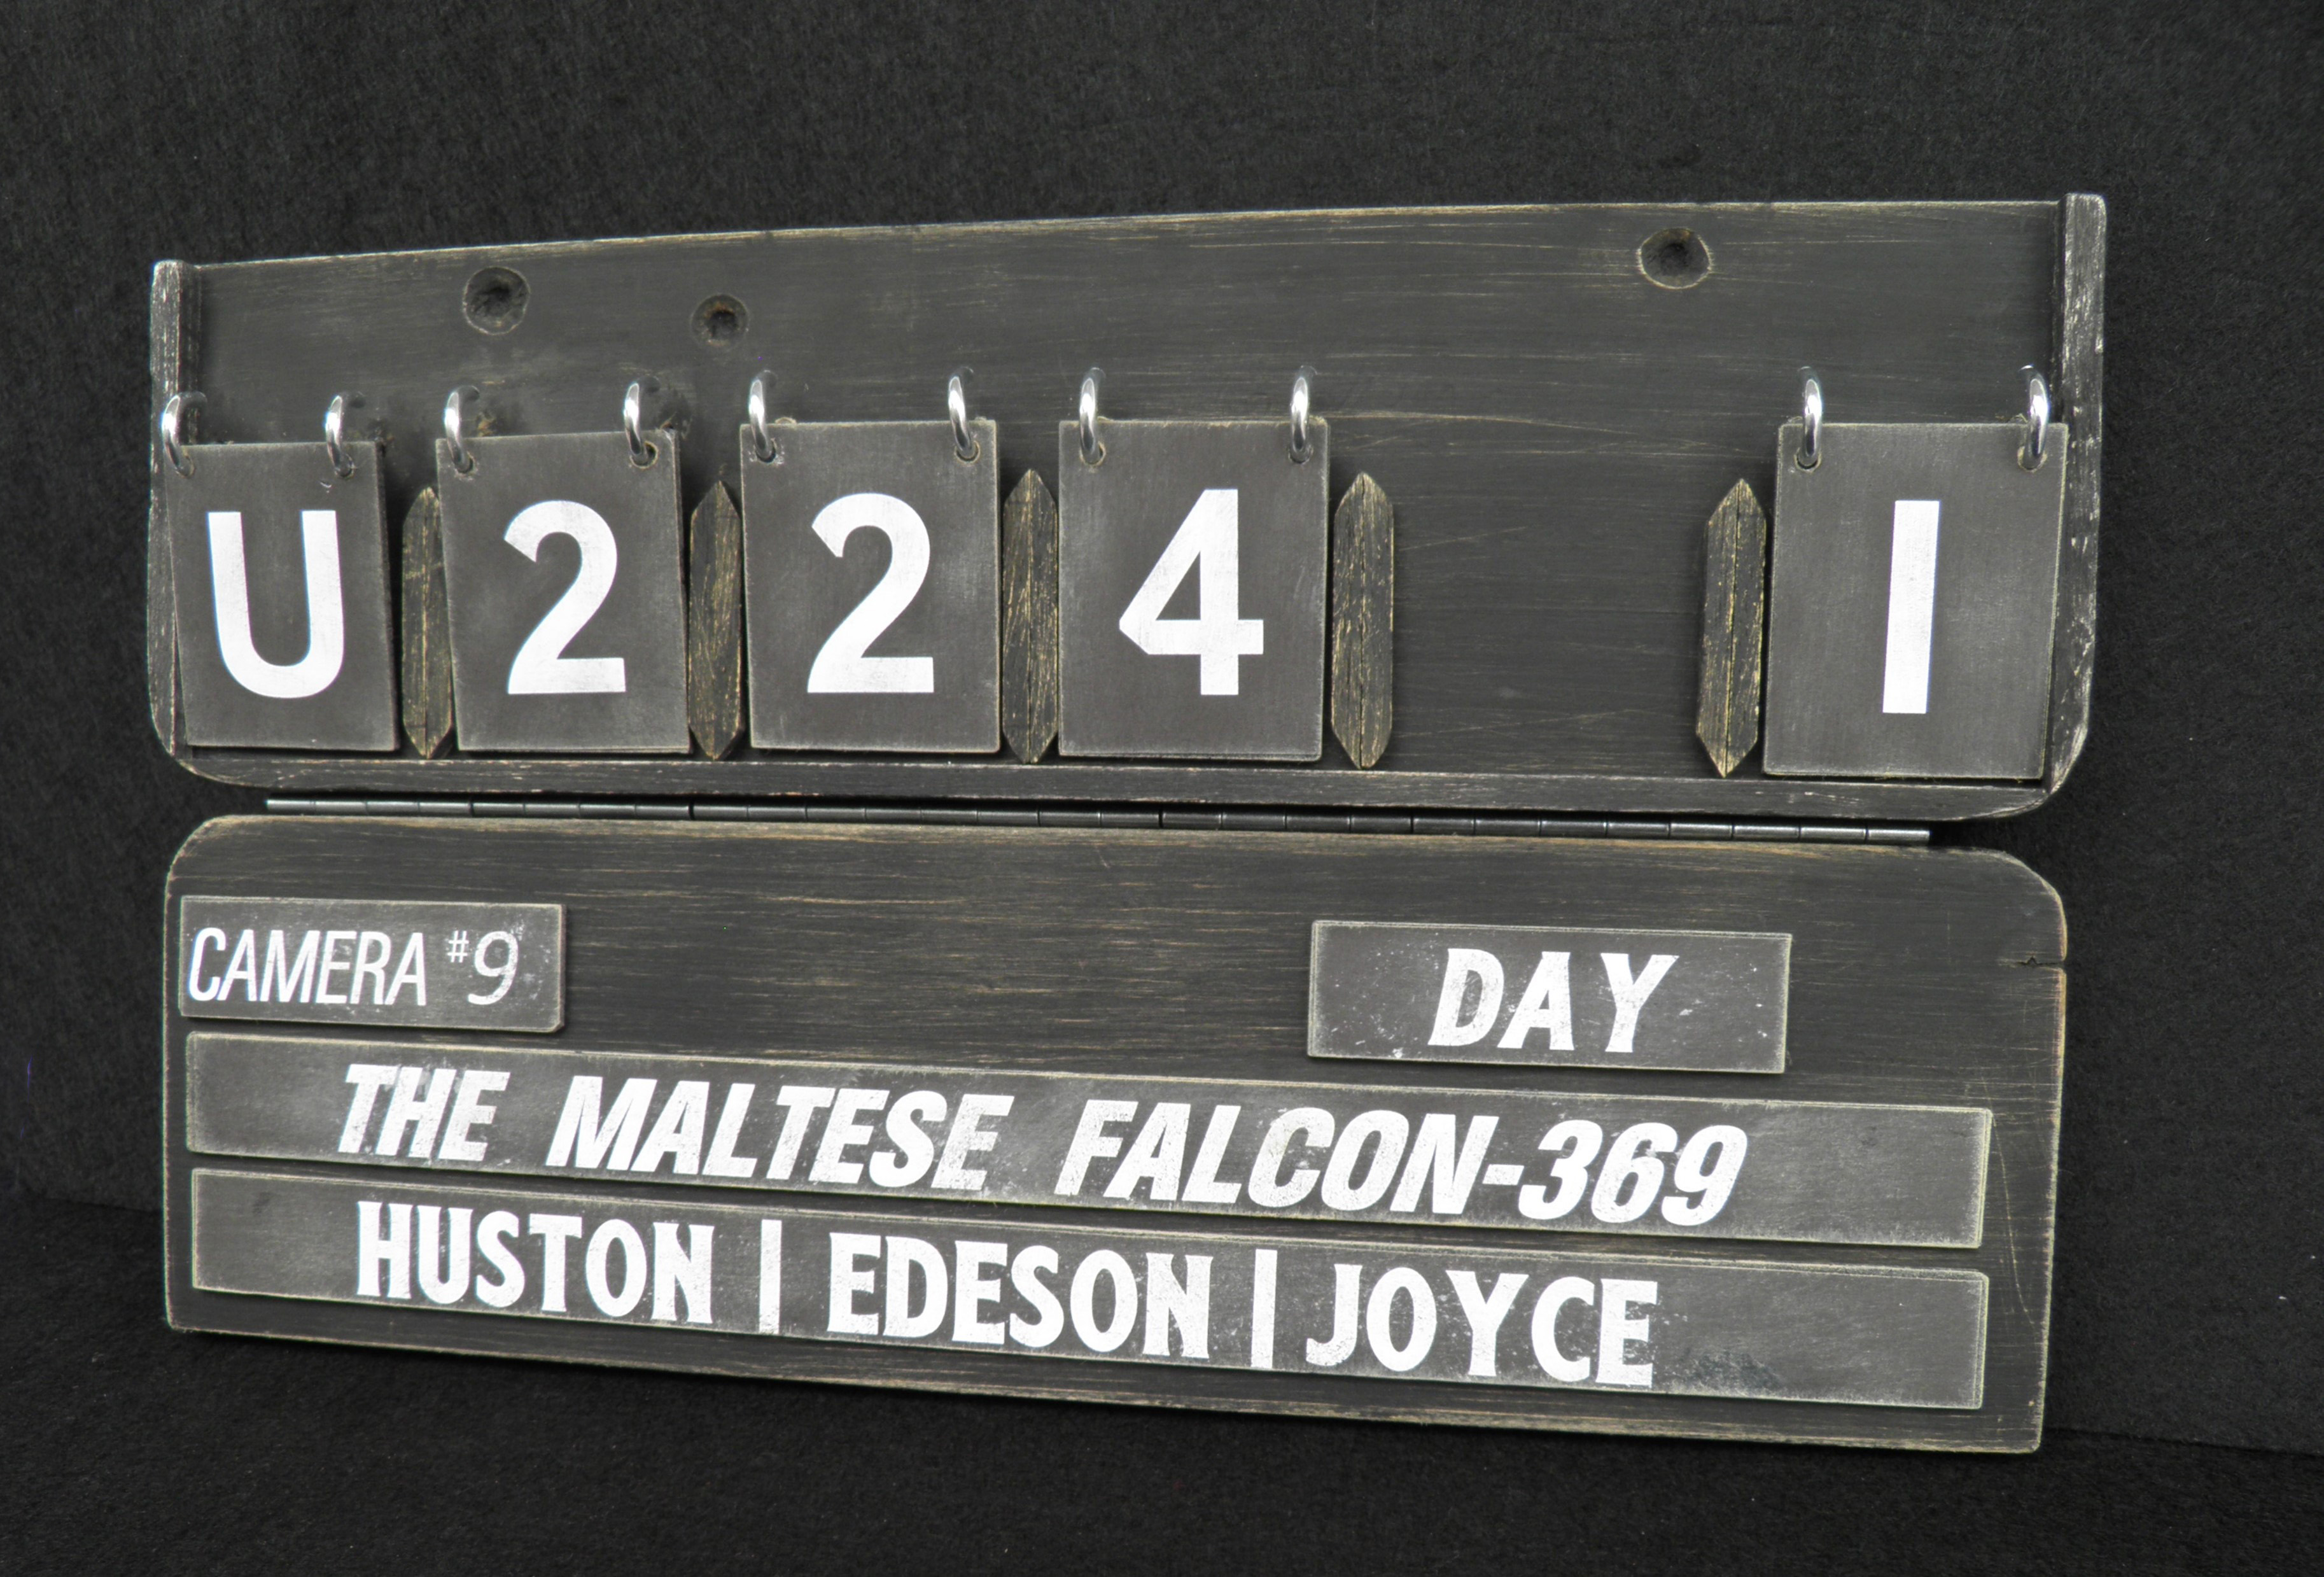 U 2 2 4 I
CAMERA #9
DAY
THE MALTESE FALCON-369
HUSTON | EDESON | JOYCE